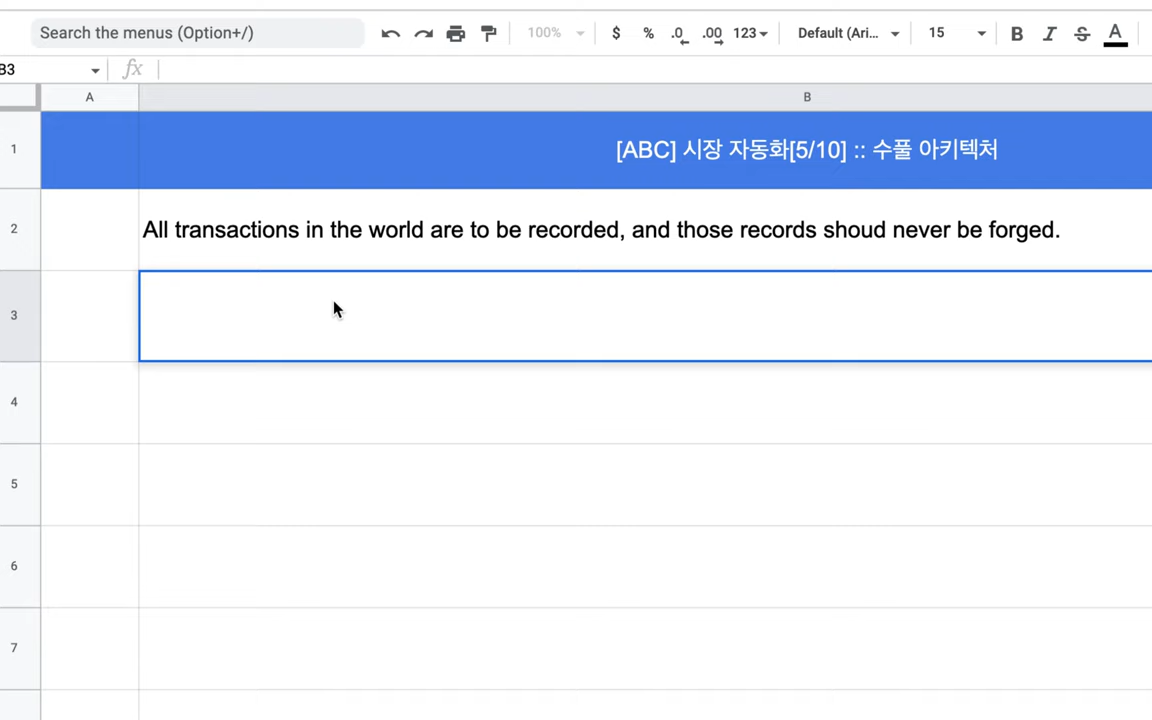 Search the menus (Option+/) 100% $ % .0 .00 123 Default (Ari... 15 B I S A
B3 fx
A B
1 [ABC] 시장 자동화[5/10] :: 수풀 아키텍처
2 All transactions in the world are to be recorded, and those records shoud never be forged.
3
4
5
6
7